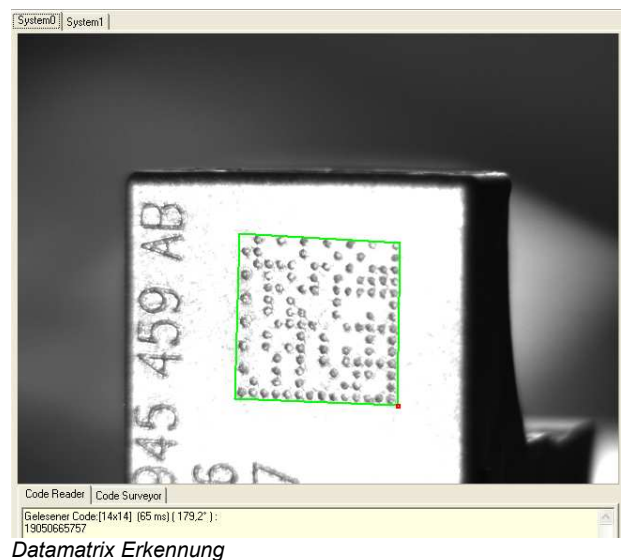 System0 System1
945 459 AB
6
7
Code Reader Code Surveyor
Gelesener Code:[14x14] (65 ms) ( 179,2° ) :
19050665757
Datamatrix Erkennung